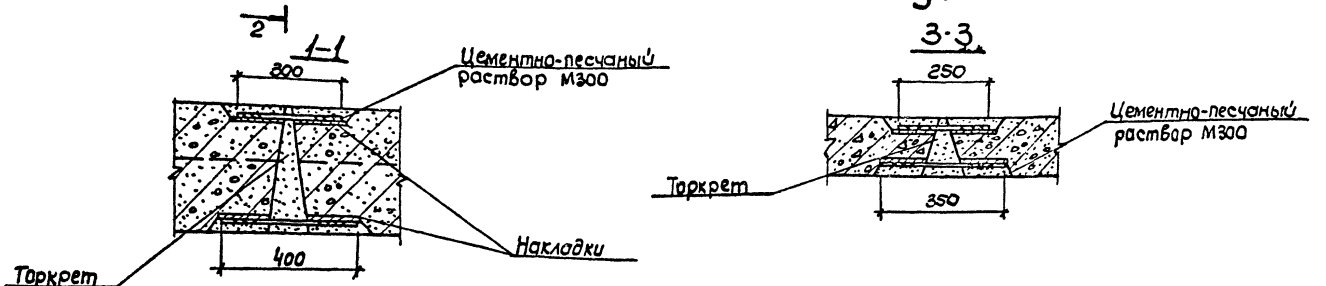 2
1-1
300
Цементно-песчаный
раствор М300
400
Накладки
Торкрет
3-3
250
Цементно-песчаный
раствор М300
Торкрет
350